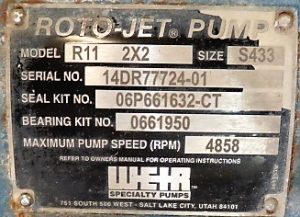 ROTO-JET® PUMP
MODEL R11 2X2 SIZE S433
SERIAL NO. 14DR77724-01
SEAL KIT NO. 06P661632-CT
BEARING KIT NO. 0661950
MAXIMUM PUMP SPEED (RPM) 4858
REFER TO OWNERS MANUAL FOR OPERATING INSTRUCTIONS
WEIR
SPECIALTY PUMPS
751 SOUTH 500 WEST - SALT LAKE CITY, UTAH 84101